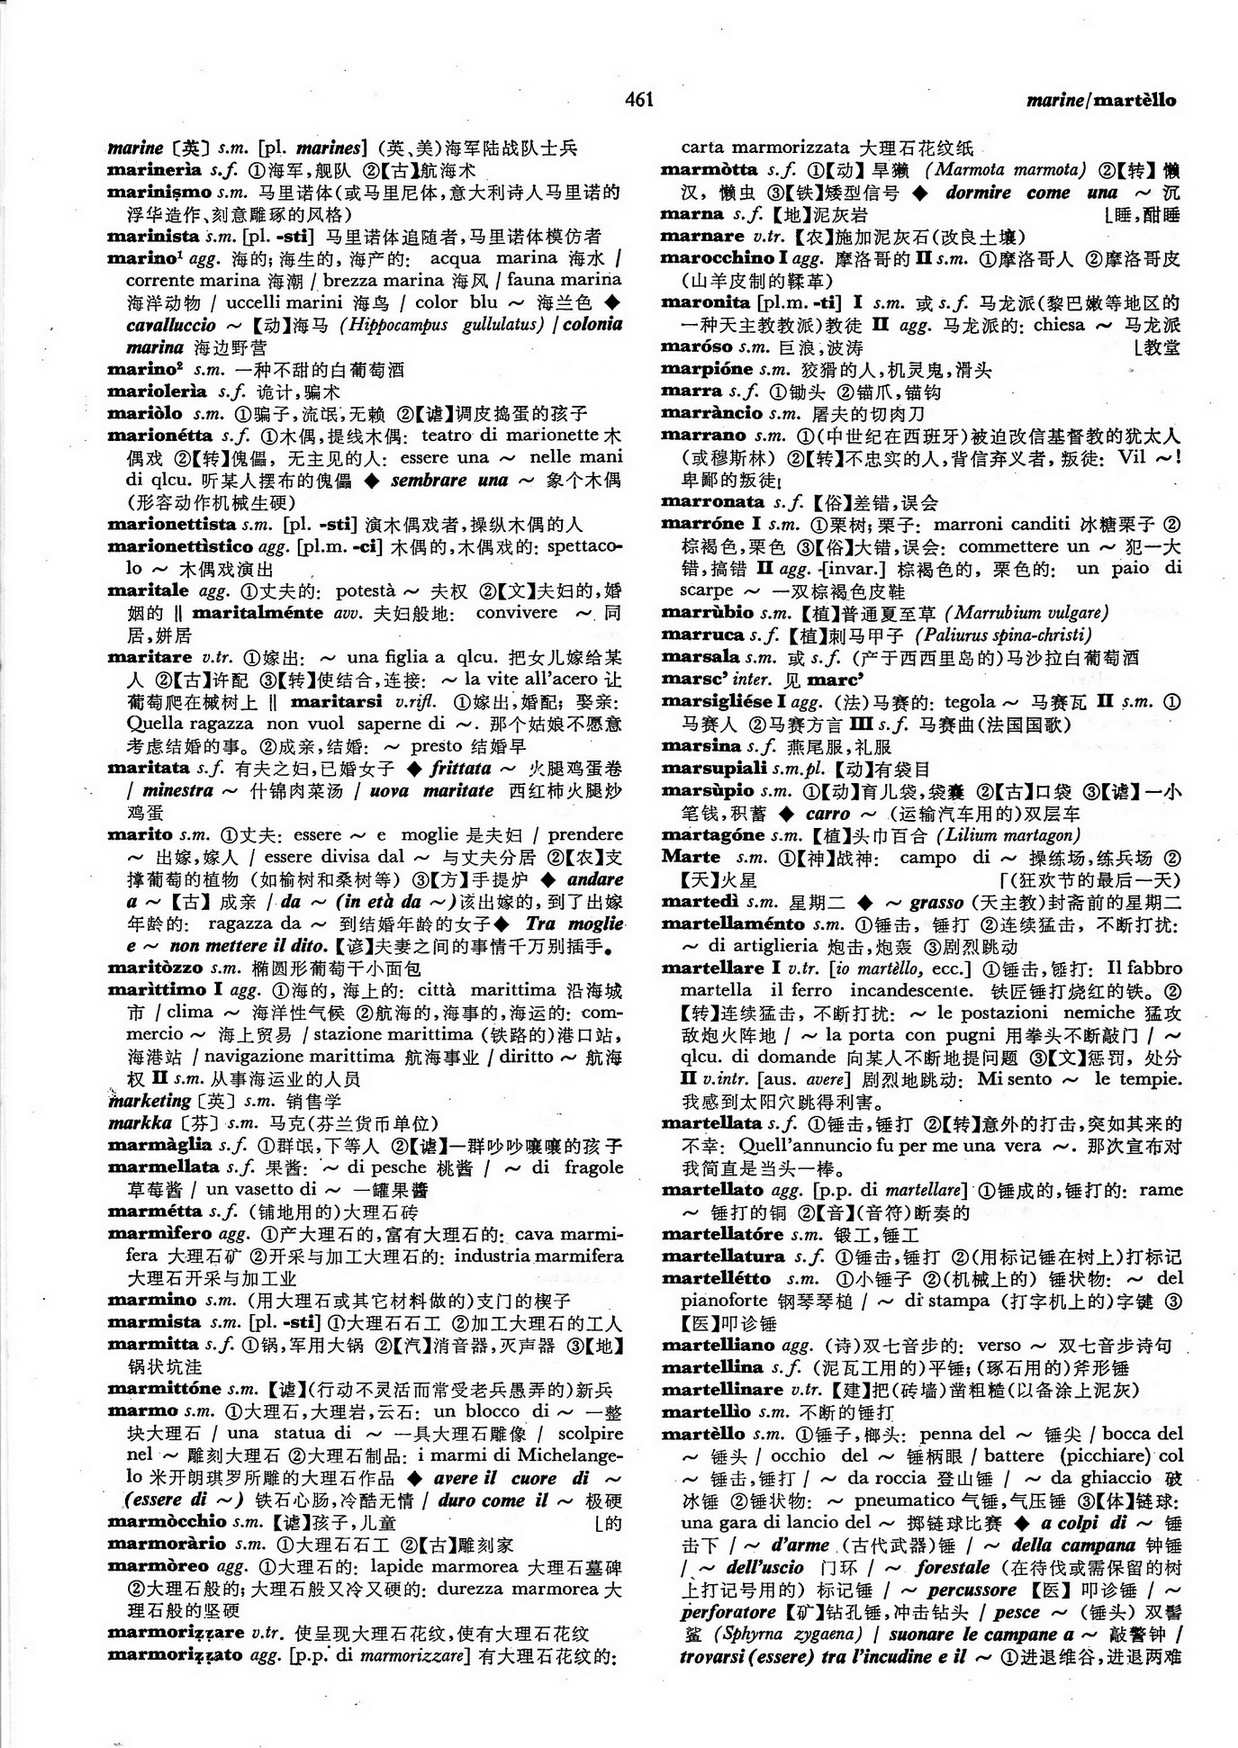 461
marine/martèllo
marine〔英〕s.m. [pl. marines] (英、美)海军陆战队士兵
marinerìa s.f. ①海军,舰队 ②【古】航海术
marinișmo s.m. 马里诺体(或马里尼体,意大利诗人马里诺的
浮华造作、刻意雕琢的风格)
marinista s.m. [pl. -sti] 马里诺体追随者,马里诺体模仿者
marino¹ agg. 海的;海生的,海产的: acqua marina 海水 /
corrente marina 海潮 / brezza marina 海风 / fauna marina
海洋动物 / uccelli marini 海鸟 / color blu ~ 海兰色 ◆
cavalluccio ~ 【动】海马 (Hippocampus gullulatus) / colonia
marina 海边野营
marino² s.m. 一种不甜的白葡萄酒
marioleria s.f. 诡计,骗术
mariòlo s.m. ①骗子,流氓,无赖 ②【谑】调皮捣蛋的孩子
marionétta s.f. ①木偶,提线木偶: teatro di marionette 木
偶戏 ②【转】傀儡, 无主见的人: essere una ~ nelle mani
di qlcu. 听某人摆布的傀儡 ◆ sembrare una ~ 象个木偶
(形容动作机械生硬)
marionettista s.m. [pl. -sti] 演木偶戏者,操纵木偶的人
marionettìstico agg. [pl.m. -ci] 木偶的,木偶戏的: spettaco-
lo ~ 木偶戏演出
maritale agg. ①丈夫的: potestà ~ 夫权 ②【文】夫妇的,婚
姻的 ‖ maritalménte avv. 夫妇般地: convivere ~ 同
居,姘居
maritare v.tr. ①嫁出: ~ una figlia a qlcu. 把女儿嫁给某
人 ②【古】许配 ③【转】使结合,连接: ~ la vite all'acero 让
葡萄爬在槭树上 ‖ maritarsi v.rifl. ①嫁出,婚配; 娶亲:
Quella ragazza non vuol saperne di ~. 那个姑娘不愿意
考虑结婚的事。②成亲,结婚: ~ presto 结婚早
maritata s.f. 有夫之妇,已婚女子 ◆ frittata ~ 火腿鸡蛋卷
/ minestra ~ 什锦肉菜汤 / uova maritate 西红柿火腿炒
鸡蛋
marito s.m. ①丈夫: essere ~ e moglie 是夫妇 / prendere
~ 出嫁,嫁人 / essere divisa dal ~ 与丈夫分居 ②【农】支
撑葡萄的植物 (如榆树和桑树等) ③【方】手提炉 ◆ andare
a ~ 【古】成亲 / da ~ (in età da ~)该出嫁的,到了出嫁
年龄的: ragazza da ~ 到结婚年龄的女子◆ Tra moglie
e ~ non mettere il dito.【谚】夫妻之间的事情千万别插手。
maritòzzo s.m. 椭圆形葡萄干小面包
marìttimo I agg. ①海的,海上的: città marittima 沿海城
市 / clima ~ 海洋性气候 ②航海的,海事的,海运的: com-
mercio ~ 海上贸易 / stazione marittima (铁路的)港口站,
海港站 / navigazione marittima 航海事业 / diritto ~ 航海
权 II s.m. 从事海运业的人员
marketing〔英〕s.m. 销售学
markka〔芬〕s.m. 马克(芬兰货币单位)
marmàglia s.f. ①群氓,下等人 ②【谑】一群吵吵嚷嚷的孩子
marmellata s.f. 果酱: ~ di pesche 桃酱 / ~ di fragole
草莓酱 / un vasetto di ~ 一罐果酱
marmétta s.f. (铺地用的)大理石砖
marmìfero agg. ①产大理石的,富有大理石的: cava marmi-
fera 大理石矿 ②开采与加工大理石的: industria marmifera
大理石开采与加工业
marmino s.m. (用大理石或其它材料做的)支门的楔子
marmista s.m. [pl. -sti] ①大理石石工 ②加工大理石的工人
marmitta s.f. ①锅,军用大锅 ②【汽】消音器,灭声器 ③【地】
锅状坑洼
marmittóne s.m. 【谑】(行动不灵活而常受老兵愚弄的)新兵
marmo s.m. ①大理石,大理岩,云石: un blocco di ~ 一整
块大理石 / una statua di ~ 一具大理石雕像 / scolpire
nel ~ 雕刻大理石 ②大理石制品: i marmi di Michelange-
lo 米开朗琪罗所雕的大理石作品 ◆ avere il cuore di ~
(essere di ~) 铁石心肠,冷酷无情 / duro come il ~ 极硬
marmòcchio s.m. 【谑】孩子,儿童 ⌊的
marmoràrio s.m. ①大理石石工 ②【古】雕刻家
marmòreo agg. ①大理石的: lapide marmorea 大理石墓碑
②大理石般的;大理石般又冷又硬的: durezza marmorea 大
理石般的坚硬
marmorizzare v.tr. 使呈现大理石花纹,使有大理石花纹
marmorizzato agg. [p.p. di marmorizzare] 有大理石花纹的:
carta marmorizzata 大理石花纹纸
marmòtta s.f. ①【动】旱獭 (Marmota marmota) ②【转】懒
汉, 懒虫 ③【铁】矮型信号 ◆ dormire come una ~ 沉
marna s.f. 【地】泥灰岩 ⌊睡,酣睡
marnare v.tr. 【农】施加泥灰石(改良土壤)
marocchino I agg. 摩洛哥的 II s.m. ①摩洛哥人 ②摩洛哥皮
(山羊皮制的鞣革)
maronita [pl.m. -ti] I s.m. 或 s.f. 马龙派(黎巴嫩等地区的
一种天主教教派)教徒 II agg. 马龙派的: chiesa ~ 马龙派
maróso s.m. 巨浪,波涛 ⌊教堂
marpióne s.m. 狡猾的人,机灵鬼,滑头
marra s.f. ①锄头 ②锚爪,锚钩
marràncio s.m. 屠夫的切肉刀
marrano s.m. ①(中世纪在西班牙)被迫改信基督教的犹太人
(或穆斯林) ②【转】不忠实的人,背信弃义者, 叛徒: Vil ~!
卑鄙的叛徒!
marronata s.f. 【俗】差错,误会
marróne I s.m. ①栗树; 栗子: marroni canditi 冰糖栗子 ②
棕褐色,栗色 ③【俗】大错,误会: commettere un ~ 犯一大
错,搞错 II agg. [invar.] 棕褐色的, 栗色的: un paio di
scarpe ~ 一双棕褐色皮鞋
marrùbio s.m. 【植】普通夏至草 (Marrubium vulgare)
marruca s.f. 【植】刺马甲子 (Paliurus spina-christi)
marsala s.m. 或 s.f. (产于西西里岛的)马沙拉白葡萄酒
marsc' inter. 见 marc'
marsigliése I agg. (法)马赛的: tegola ~ 马赛瓦 II s.m. ①
马赛人 ②马赛方言 III s.f. 马赛曲(法国国歌)
marsina s.f. 燕尾服,礼服
marsupiali s.m.pl. 【动】有袋目
marsùpio s.m. ①【动】育儿袋,袋囊 ②【古】口袋 ③【谑】一小
笔钱,积蓄 ◆ carro ~ (运输汽车用的)双层车
martagóne s.m. 【植】头巾百合 (Lilium martagon)
Marte s.m. ①【神】战神: campo di ~ 操练场,练兵场 ②
【天】火星 ⌈(狂欢节的最后一天)
martedì s.m. 星期二 ◆ ~ grasso (天主教)封斋前的星期二
martellaménto s.m. ①锤击, 锤打 ②连续猛击, 不断打扰:
~ di artiglieria 炮击,炮轰 ③剧烈跳动
martellare I v.tr. [io martèllo, ecc.] ①锤击,锤打: Il fabbro
martella il ferro incandescente. 铁匠锤打烧红的铁。②
【转】连续猛击, 不断打扰: ~ le postazioni nemiche 猛攻
敌炮火阵地 / ~ la porta con pugni 用拳头不断敲门 / ~
qlcu. di domande 向某人不断地提问题 ③【文】惩罚, 处分
II v.intr. [aus. avere] 剧烈地跳动: Mi sento ~ le tempie.
我感到太阳穴跳得利害。
martellata s.f. ①锤击,锤打 ②【转】意外的打击,突如其来的
不幸: Quell'annuncio fu per me una vera ~. 那次宣布对
我简直是当头一棒。
martellato agg. [p.p. di martellare] ①锤成的,锤打的: rame
~ 锤打的铜 ②【音】(音符)断奏的
martellatóre s.m. 锻工,锤工
martellatura s.f. ①锤击,锤打 ②(用标记锤在树上)打标记
martellétto s.m. ①小锤子 ②(机械上的) 锤状物: ~ del
pianoforte 钢琴琴槌 / ~ di stampa (打字机上的)字键 ③
【医】叩诊锤
martelliano agg. (诗)双七音步的: verso ~ 双七音步诗句
martellina s.f. (泥瓦工用的)平锤;(琢石用的)斧形锤
martellinare v.tr. 【建】把(砖墙)凿粗糙(以备涂上泥灰)
martellìo s.m. 不断的锤打
martèllo s.m. ①锤子,榔头: penna del ~ 锤尖 / bocca del
~ 锤头 / occhio del ~ 锤柄眼 / battere (picchiare) col
~ 锤击,锤打 / ~ da roccia 登山锤 / ~ da ghiaccio 破
冰锤 ②锤状物: ~ pneumatico 气锤,气压锤 ③【体】链球:
una gara di lancio del ~ 掷链球比赛 ◆ a colpi di ~ 锤
击下 / ~ d'arme (古代武器)锤 / ~ della campana 钟锤
/ ~ dell'uscio 门环 / ~ forestale (在待伐或需保留的树
上打记号用的) 标记锤 / ~ percussore 【医】叩诊锤 / ~
perforatore 【矿】钻孔锤,冲击钻头 / pesce ~ (锤头) 双髻
鲨 (Sphyrna zygaena) / suonare le campane a ~ 敲警钟 /
trovarsi (essere) tra l'incudine e il ~ ①进退维谷,进退两难